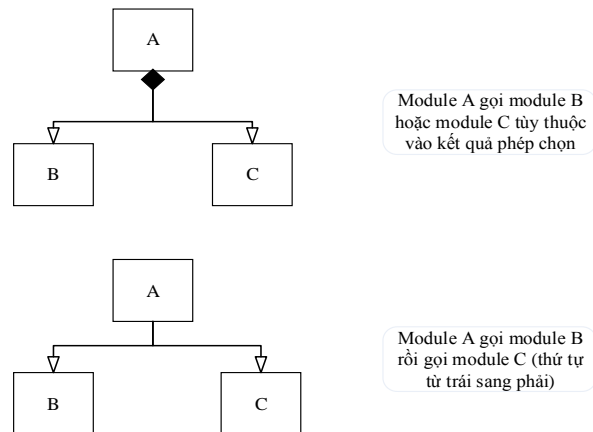 A
B
C
Module A gọi module B
hoặc module C tùy thuộc
vào kết quả phép chọn
A
B
C
Module A gọi module B
rồi gọi module C (thứ tự
từ trái sang phải)